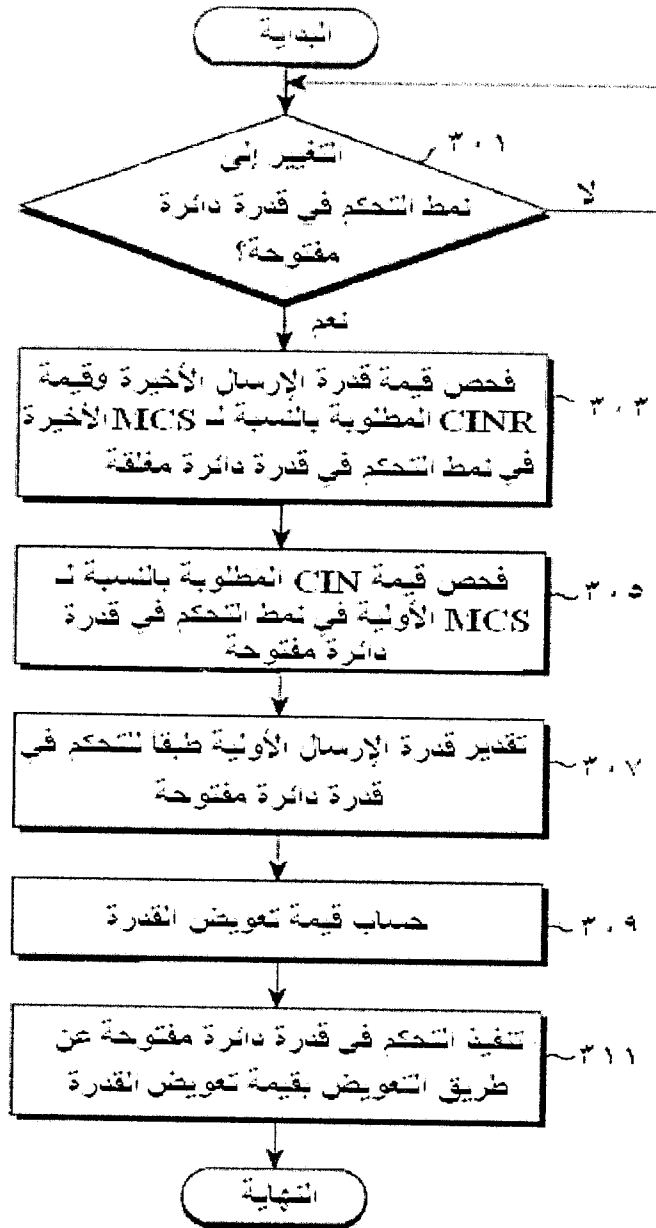 البداية
٣٠١
التغيير إلى
نمط التحكم في قدرة دائرة
مفتوحة؟
لا
نعم
فحص قيمة قدرة الإرسال الأخيرة وقيمة
CINR المطلوبة بالنسبة لـ MCS الأخيرة
في نمط التحكم في قدرة دائرة مغلقة
٣٠٣
فحص قيمة CIN المطلوبة بالنسبة لـ
MCS الأولية في نمط التحكم في قدرة
دائرة مفتوحة
٣٠٥
تقدير قدرة الإرسال الأولية طبقا للتحكم في
قدرة دائرة مفتوحة
٣٠٧
حساب قيمة تعويض القدرة
٣٠٩
تنفيذ التحكم في قدرة دائرة مفتوحة عن
طريق التعويض بقيمة تعويض القدرة
٣١١
النهاية